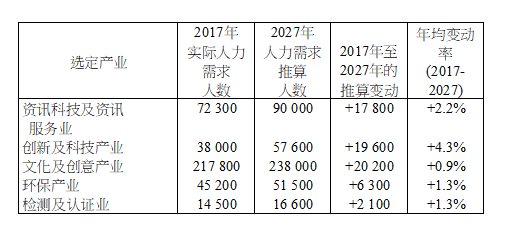 选定产业 2017年实际人力需求人数 2027年人力需求推算人数 2017年至2027年的推算变动 年均变动率(2017-2027)
资讯科技及资讯服务业 72 300 90 000 +17 800 +2.2%
创新及科技产业 38 000 57 600 +19 600 +4.3%
文化及创意产业 217 800 238 000 +20 200 +0.9%
环保产业 45 200 51 500 +6 300 +1.3%
检测及认证业 14 500 16 600 +2 100 +1.3%